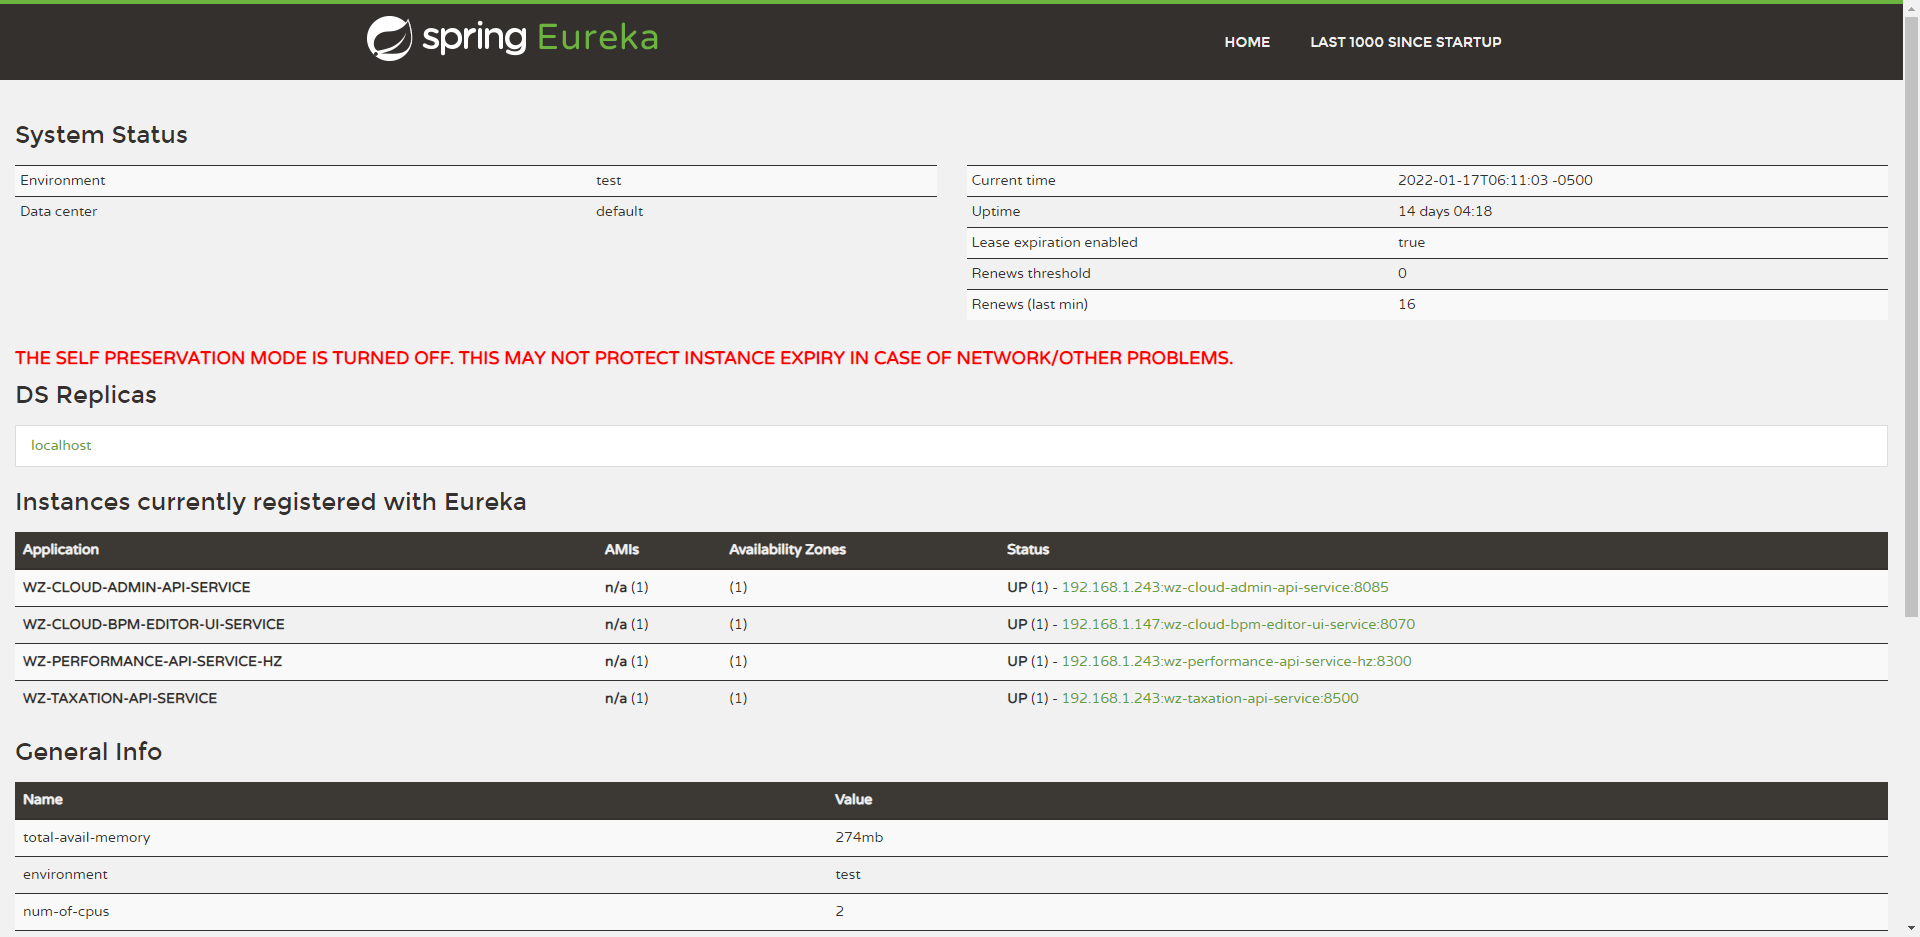 spring Eureka
HOME LAST 1000 SINCE STARTUP
System Status
Environment test
Data center default
Current time 2022-01-17T06:11:03 -0500
Uptime 14 days 04:18
Lease expiration enabled true
Renews threshold 0
Renews (last min) 16
THE SELF PRESERVATION MODE IS TURNED OFF. THIS MAY NOT PROTECT INSTANCE EXPIRY IN CASE OF NETWORK/OTHER PROBLEMS.
DS Replicas
localhost
Instances currently registered with Eureka
Application AMIs Availability Zones Status
WZ-CLOUD-ADMIN-API-SERVICE n/a (1) (1) UP (1) - 192.168.1.243:wz-cloud-admin-api-service:8085
WZ-CLOUD-BPM-EDITOR-UI-SERVICE n/a (1) (1) UP (1) - 192.168.1.147:wz-cloud-bpm-editor-ui-service:8070
WZ-PERFORMANCE-API-SERVICE-HZ n/a (1) (1) UP (1) - 192.168.1.243:wz-performance-api-service-hz:8300
WZ-TAXATION-API-SERVICE n/a (1) (1) UP (1) - 192.168.1.243:wz-taxation-api-service:8500
General Info
Name Value
total-avail-memory 274mb
environment test
num-of-cpus 2